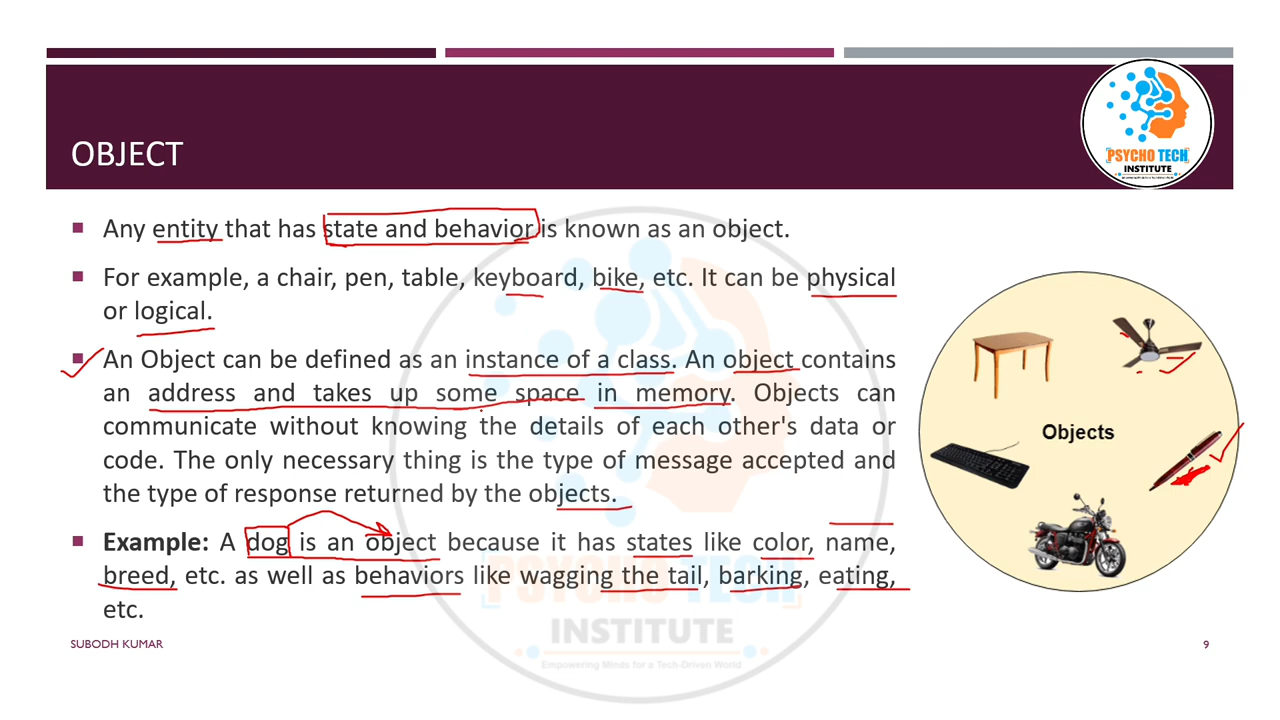 PSYCHO TECH
INSTITUTE
OBJECT
Any entity that has state and behavior is known as an object.
For example, a chair, pen, table, keyboard, bike, etc. It can be physical
or logical.
An Object can be defined as an instance of a class. An object contains
an address and takes up some space in memory. Objects can
communicate without knowing the details of each other's data or
code. The only necessary thing is the type of message accepted and
the type of response returned by the objects.
Example: A dog is an object because it has states like color, name,
breed, etc. as well as behaviors like wagging the tail, barking, eating,
etc.
Objects
PSYCHO TECH
INSTITUTE
Empowering Minds for a Tech-Driven World
SUBODH KUMAR
9